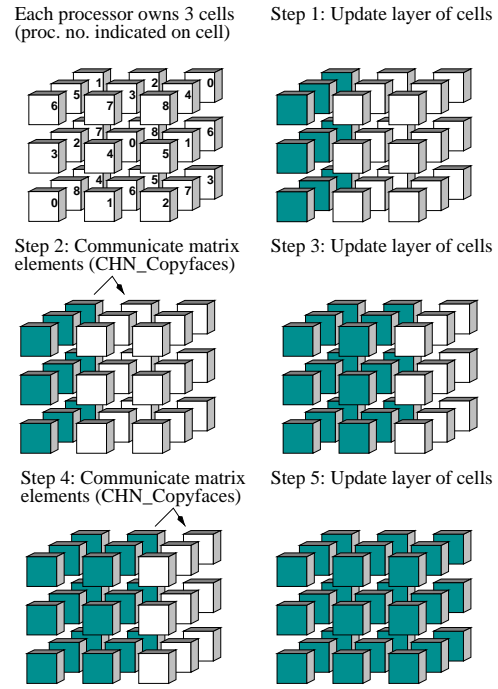 Each processor owns 3 cells
(proc. no. indicated on cell)
Step 1: Update layer of cells
1 2 0
5 3 4
6 7 8
7 8 6
2 0 1
3 4 5
4 5 3
8 6 7
0 1 2
Step 2: Communicate matrix
elements (CHN_Copyfaces)
Step 3: Update layer of cells
Step 4: Communicate matrix
elements (CHN_Copyfaces)
Step 5: Update layer of cells